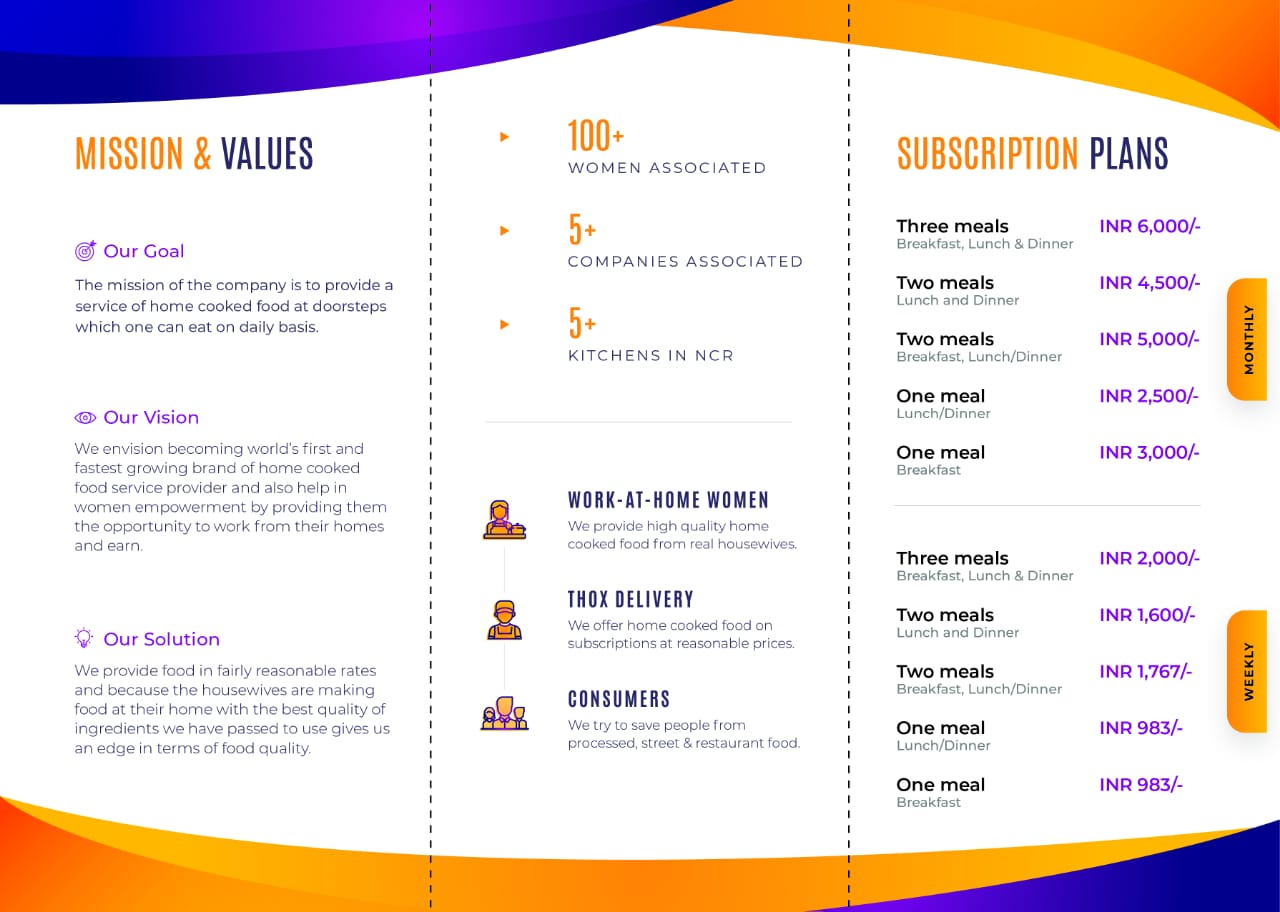 MISSION & VALUES
Our Goal
The mission of the company is to provide a
service of home cooked food at doorsteps
which one can eat on daily basis.
Our Vision
We envision becoming world's first and
fastest growing brand of home cooked
food service provider and also help in
women empowerment by providing them
the opportunity to work from their homes
and earn.
Our Solution
We provide food in fairly reasonable rates
and because the housewives are making
food at their home with the best quality of
ingredients we have passed to use gives us
an edge in terms of food quality.
100+
WOMEN ASSOCIATED
5+
COMPANIES ASSOCIATED
5+
KITCHENS IN NCR
WORK-AT-HOME WOMEN
We provide high quality home
cooked food from real housewives.
THOX DELIVERY
We offer home cooked food on
subscriptions at reasonable prices.
CONSUMERS
We try to save people from
processed, street & restaurant food.
SUBSCRIPTION PLANS
Three meals INR 6,000/-
Breakfast, Lunch & Dinner
Two meals INR 4,500/-
Lunch and Dinner
Two meals INR 5,000/-
Breakfast, Lunch/Dinner
One meal INR 2,500/-
Lunch/Dinner
One meal INR 3,000/-
Breakfast
MONTHLY
Three meals INR 2,000/-
Breakfast, Lunch & Dinner
Two meals INR 1,600/-
Lunch and Dinner
Two meals INR 1,767/-
Breakfast, Lunch/Dinner
One meal INR 983/-
Lunch/Dinner
One meal INR 983/-
Breakfast
WEEKLY